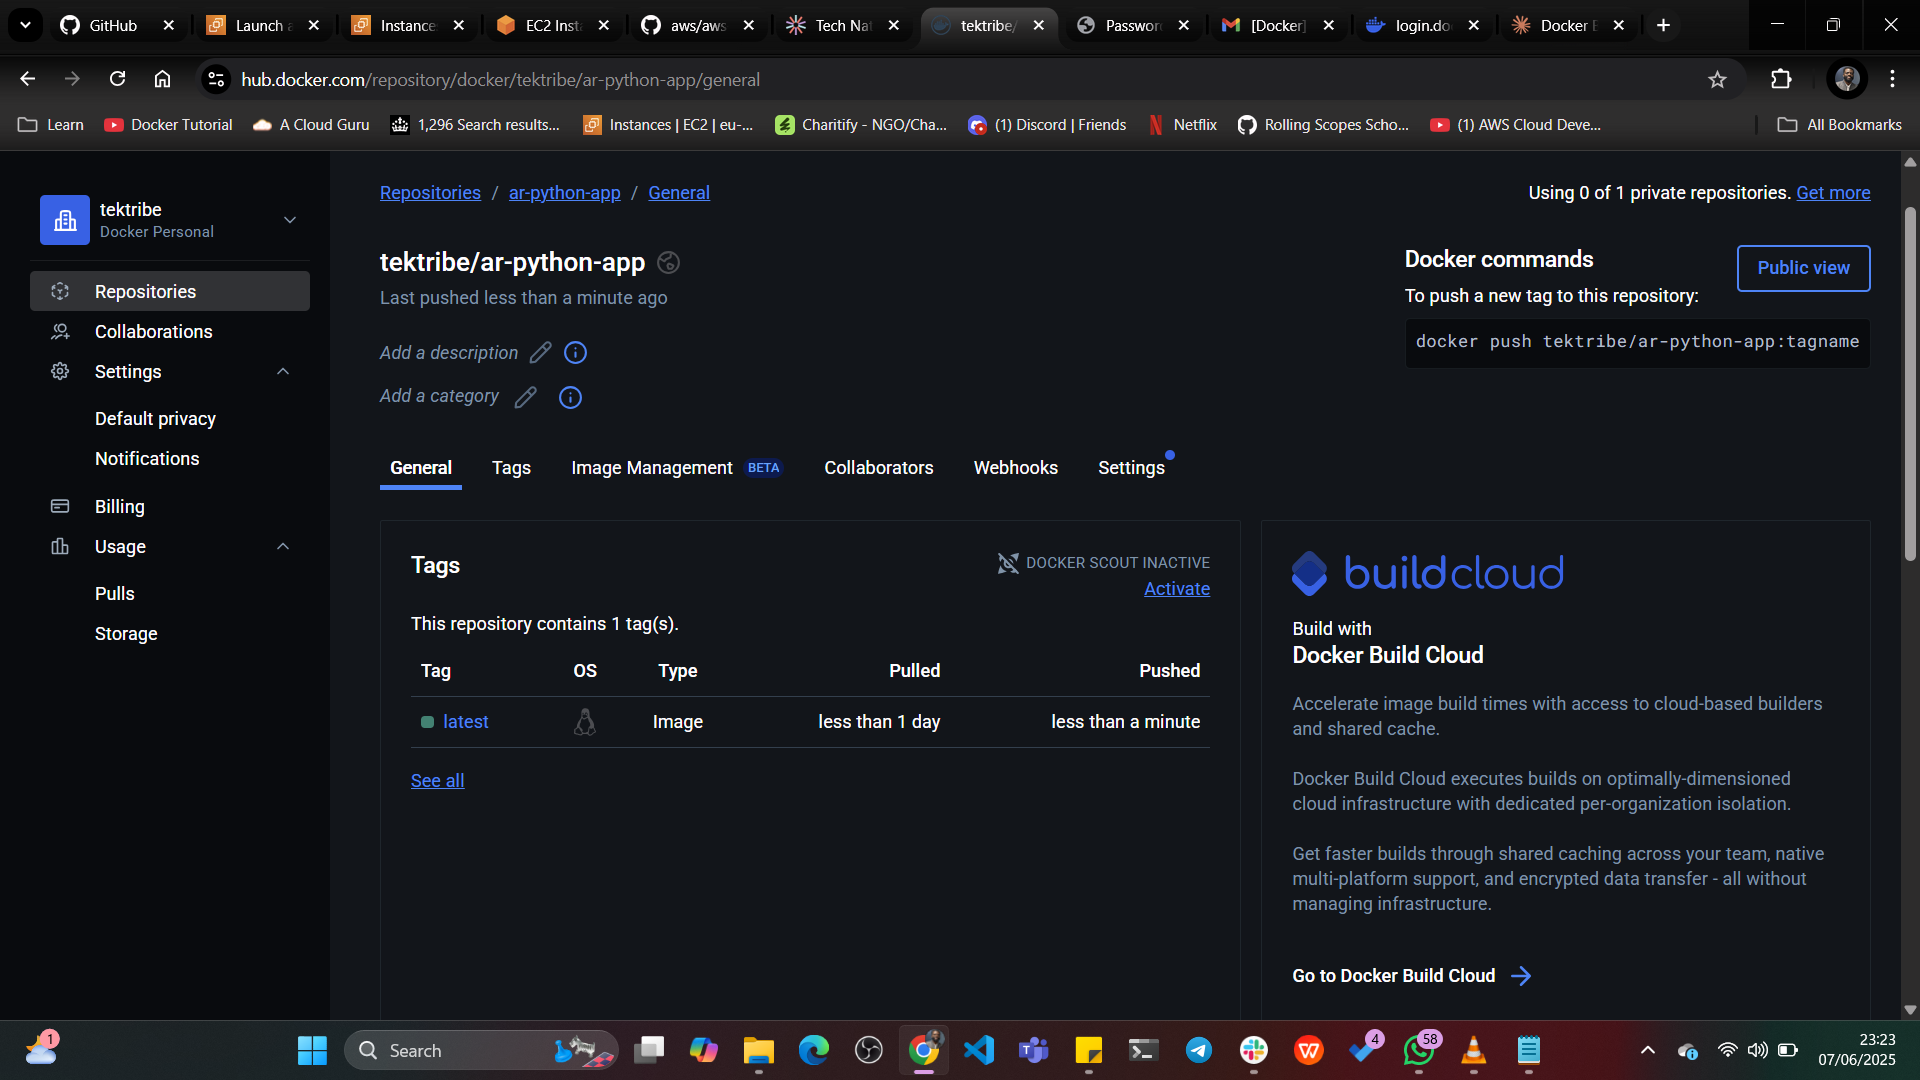 GitHub
Launch a
Instance
EC2 Inst
aws/aws
Tech Nat
tektribe/
Passwor
[Docker]
login.do
Docker E
hub.docker.com/repository/docker/tektribe/ar-python-app/general
Learn
Docker Tutorial
A Cloud Guru
1,296 Search results...
Instances | EC2 | eu-...
Charitify - NGO/Cha...
(1) Discord | Friends
Netflix
Rolling Scopes Scho...
(1) AWS Cloud Deve...
All Bookmarks
tektribe
Docker Personal
Repositories
Collaborations
Settings
Default privacy
Notifications
Billing
Usage
Pulls
Storage
Repositories / ar-python-app / General
Using 0 of 1 private repositories. Get more
tektribe/ar-python-app
Last pushed less than a minute ago
Add a description
Add a category
Docker commands
Public view
To push a new tag to this repository:
docker push tektribe/ar-python-app:tagname
General
Tags
Image Management BETA
Collaborators
Webhooks
Settings
Tags
DOCKER SCOUT INACTIVE
Activate
This repository contains 1 tag(s).
Tag OS Type Pulled Pushed
latest Image less than 1 day less than a minute
See all
buildcloud
Build with
Docker Build Cloud
Accelerate image build times with access to cloud-based builders
and shared cache.
Docker Build Cloud executes builds on optimally-dimensioned
cloud infrastructure with dedicated per-organization isolation.
Get faster builds through shared caching across your team, native
multi-platform support, and encrypted data transfer - all without
managing infrastructure.
Go to Docker Build Cloud
1
Search
4
58
23:23
07/06/2025